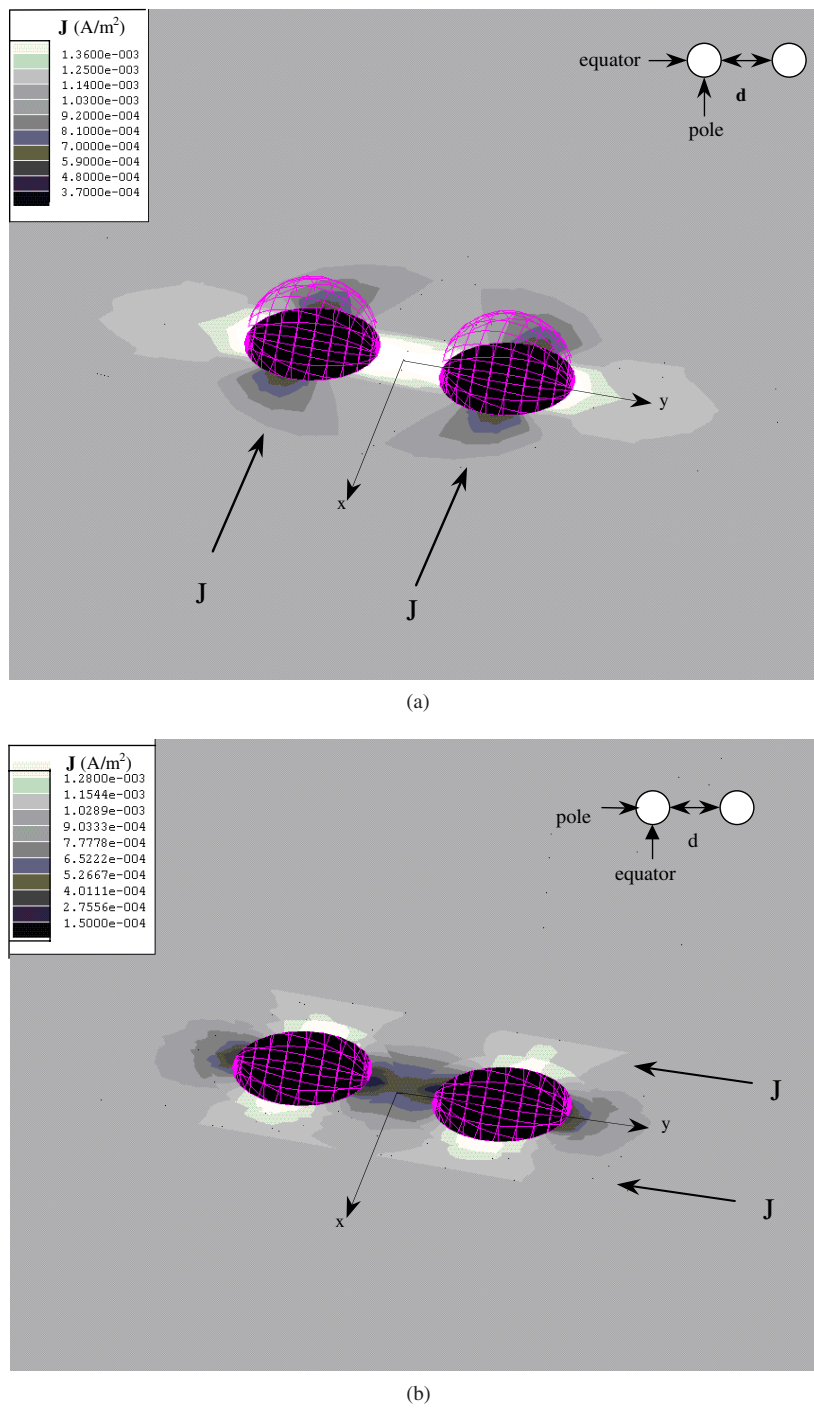 J (A/m²)
1.3600e-003
1.2500e-003
1.1400e-003
1.0300e-003
9.2000e-004
8.1000e-004
7.0000e-004
5.9000e-004
4.8000e-004
3.7000e-004
equator
d
pole
y
x
J
J
(a)
J (A/m²)
1.2800e-003
1.1544e-003
1.0289e-003
9.0333e-004
7.7778e-004
6.5222e-004
5.2667e-004
4.0111e-004
2.7556e-004
1.5000e-004
pole
d
equator
J
y
x
J
(b)